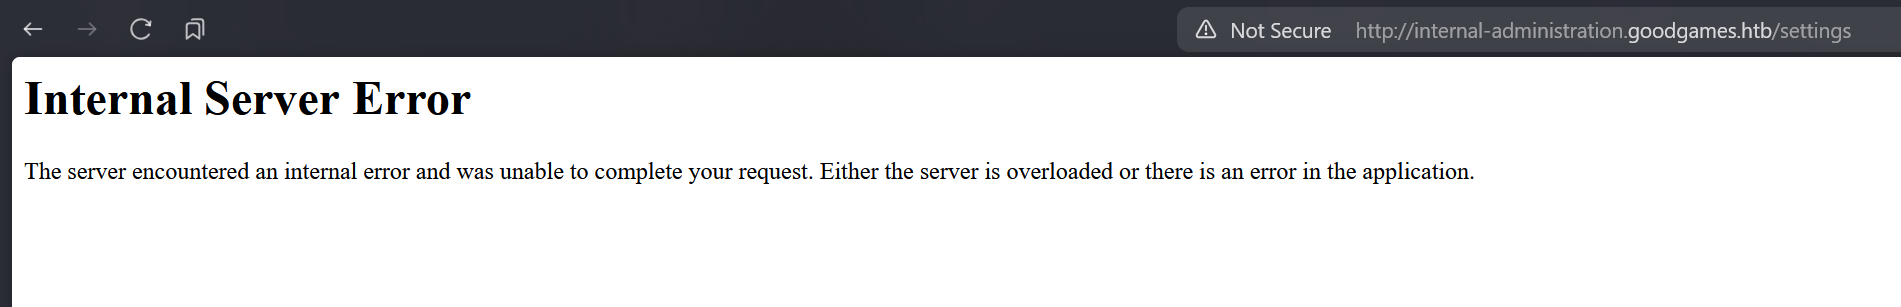 Not Secure http://internal-administration.goodgames.htb/settings
Internal Server Error
The server encountered an internal error and was unable to complete your request. Either the server is overloaded or there is an error in the application.